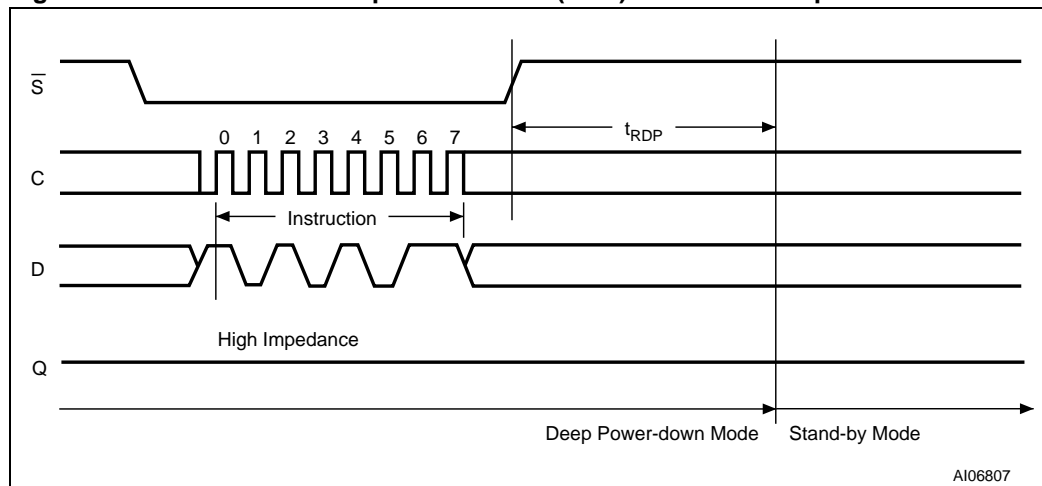 S
t_RDP
0 1 2 3 4 5 6 7
C
Instruction
D
High Impedance
Q
Deep Power-down Mode Stand-by Mode
AI06807